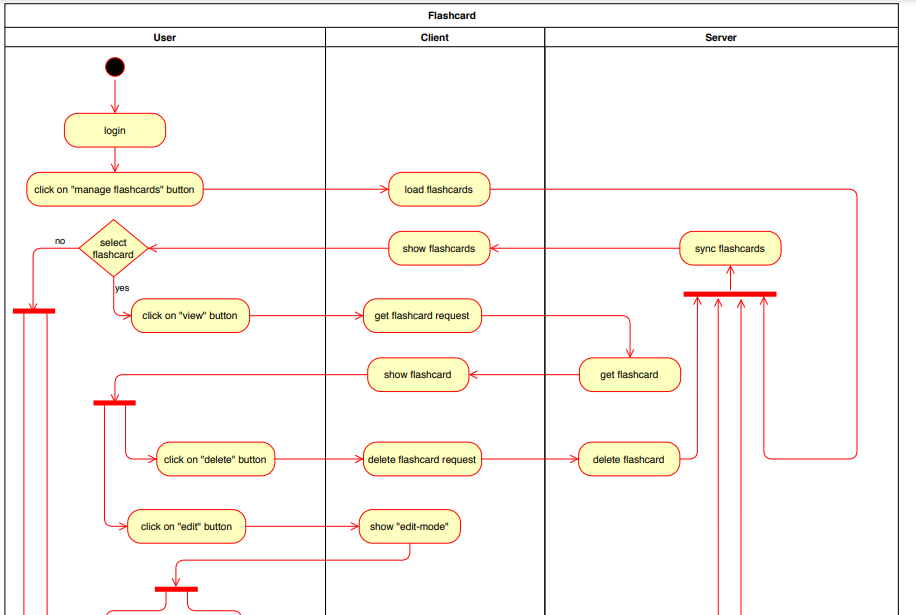 Flashcard
User
Client
Server
login
click on "manage flashcards" button
load flashcards
no
select
flashcard
show flashcards
sync flashcards
yes
click on "view" button
get flashcard request
show flashcard
get flashcard
click on "delete" button
delete flashcard request
delete flashcard
click on "edit" button
show "edit-mode"